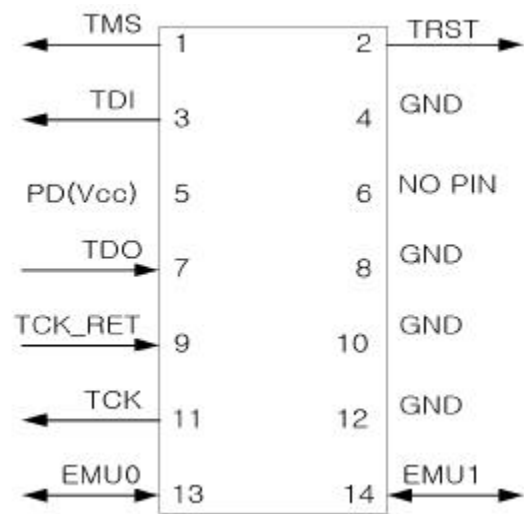 TMS 1 2 TRST
TDI 3 4 GND
PD(Vcc) 5 6 NO PIN
TDO 7 8 GND
TCK_RET 9 10 GND
TCK 11 12 GND
EMU0 13 14 EMU1